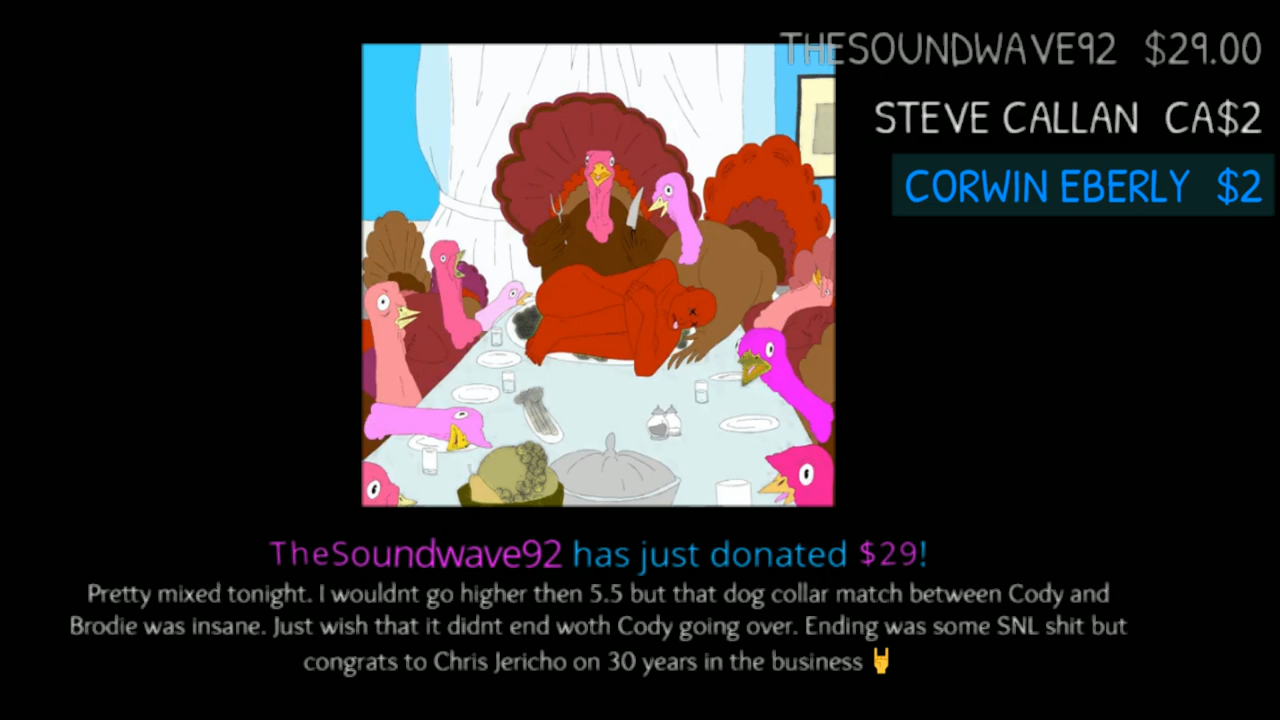 THESOUNDWAVE92 $29.00
STEVE CALLAN CA$2
CORWIN EBERLY $2
TheSoundwave92 has just donated $29!
Pretty mixed tonight. I wouldnt go higher then 5.5 but that dog collar match between Cody and
Brodie was insane. Just wish that it didnt end woth Cody going over. Ending was some SNL shit but
congrats to Chris Jericho on 30 years in the business 🤘